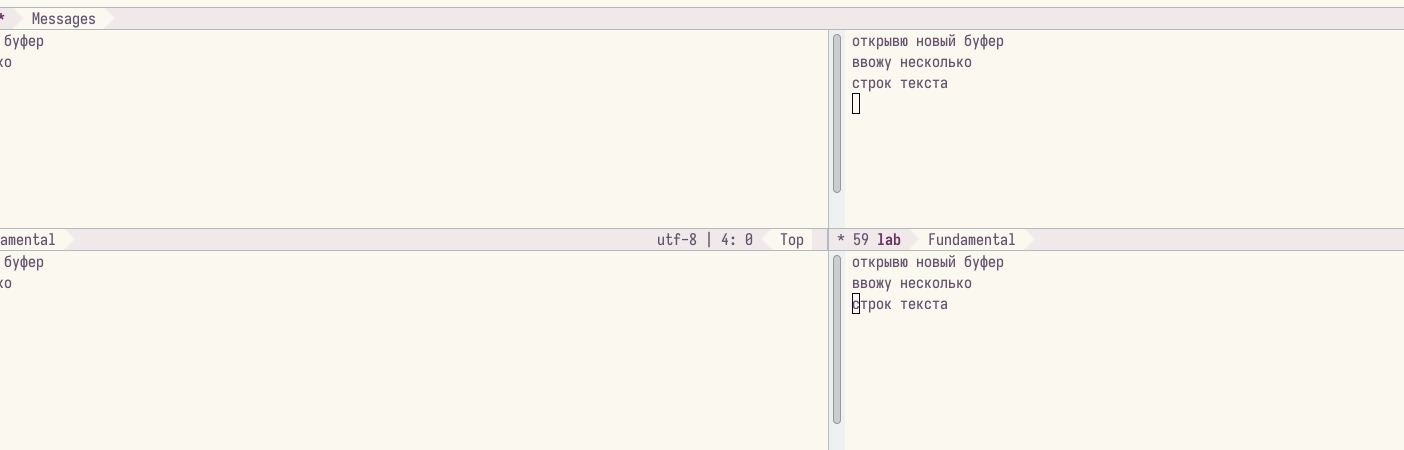 * Messages
буфер
ко
открывю новый буфер
ввожу несколько
строк текста
amental utf-8 | 4: 0 Top
* 59 lab Fundamental
буфер
ко
открывю новый буфер
ввожу несколько
строк текста